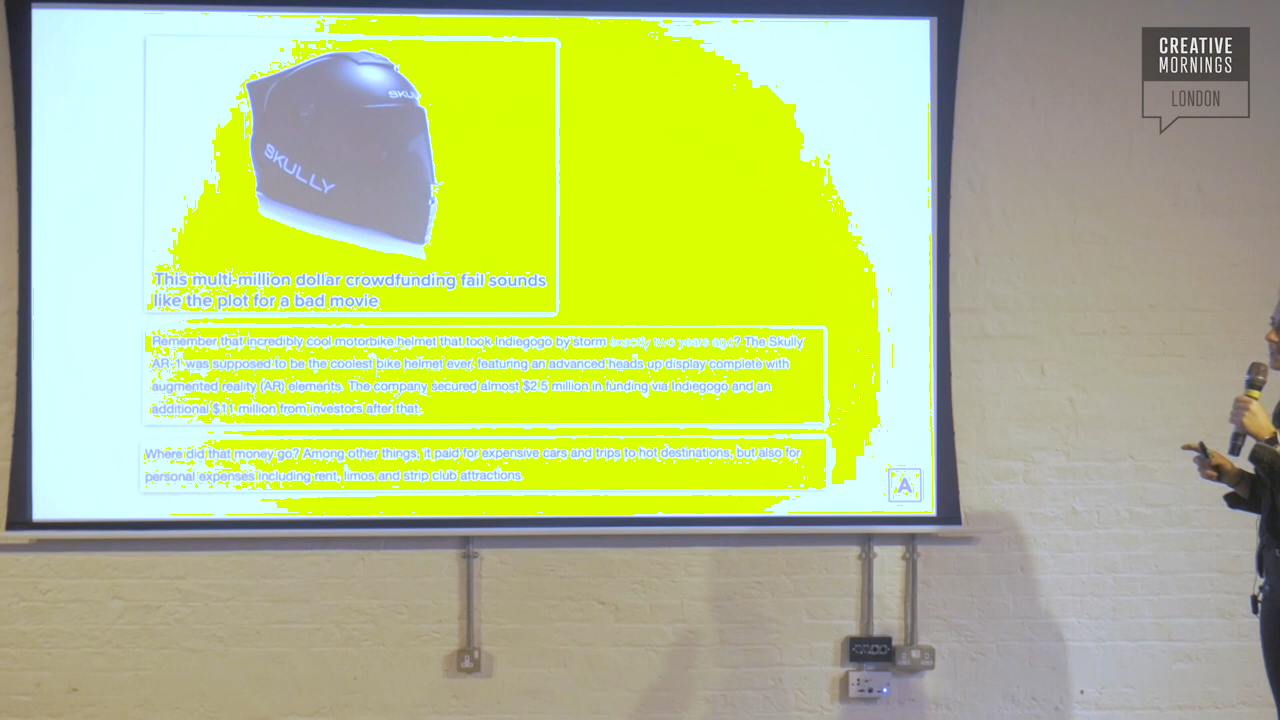 CREATIVE
MORNINGS
LONDON
SKULLY
SKULLY
This multi-million dollar crowdfunding fail sounds
like the plot for a bad movie
Remember that incredibly cool motorbike helmet that took Indiegogo by storm exactly two years ago? The Skully
AR-1 was supposed to be the coolest bike helmet ever, featuring an advanced heads-up display complete with
augmented reality (AR) elements. The company secured almost $2.5 million in funding via Indiegogo and an
additional $11 million from investors after that.
Where did that money go? Among other things, it paid for expensive cars and trips to hot destinations, but also for
personal expenses including rent, limos and strip club attractions
A